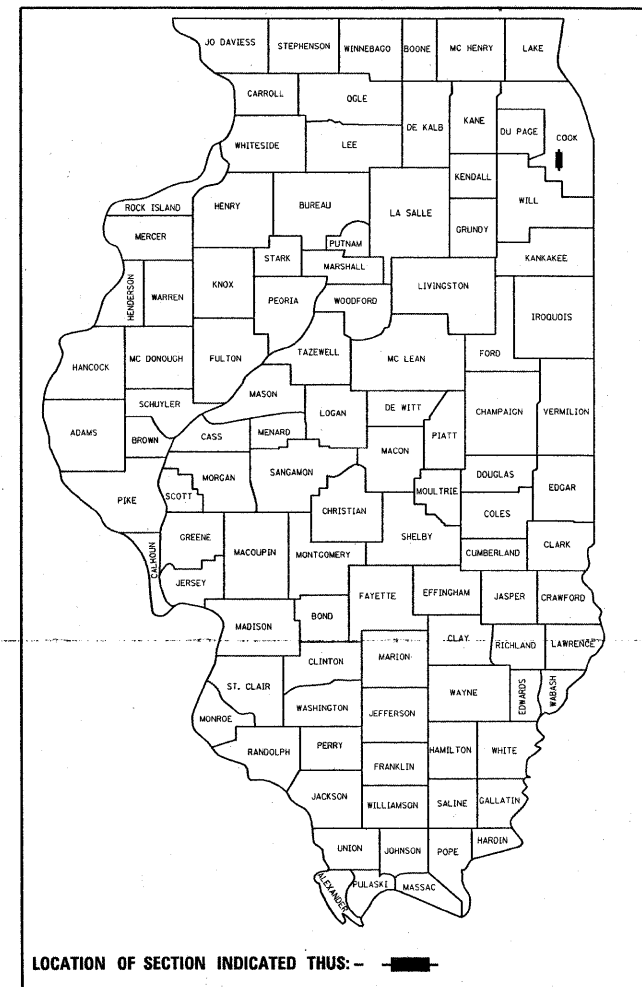 JO DAVIESS STEPHENSON WINNEBAGO BOONE MC HENRY LAKE
CARROLL OGLE DE KALB KANE DU PAGE COOK
WHITESIDE LEE
KENDALL WILL
ROCK ISLAND HENRY BUREAU LA SALLE
MERCER PUTNAM GRUNDY
STARK MARSHALL KANKAKEE
HENDERSON WARREN KNOX PEORIA WOODFORD LIVINGSTON
IROQUOIS
HANCOCK MC DONOUGH FULTON TAZEWELL MC LEAN FORD
SCHUYLER MASON
ADAMS BROWN CASS MENARD LOGAN DE WITT PIATT CHAMPAIGN VERMILION
MACON
PIKE SCOTT MORGAN SANGAMON MOULTRIE DOUGLAS EDGAR
CHRISTIAN COLES
CALHOUN GREENE MACOUPIN MONTGOMERY SHELBY CUMBERLAND CLARK
JERSEY
FAYETTE EFFINGHAM JASPER CRAWFORD
MADISON BOND
CLAY RICHLAND LAWRENCE
CLINTON MARION
ST. CLAIR WAYNE EDWARDS WABASH
MONROE WASHINGTON JEFFERSON
RANDOLPH PERRY HAMILTON WHITE
FRANKLIN
JACKSON WILLIAMSON SALINE GALLATIN
UNION JOHNSON POPE HARDIN
ALEXANDER PULASKI MASSAC
LOCATION OF SECTION INDICATED THUS: -